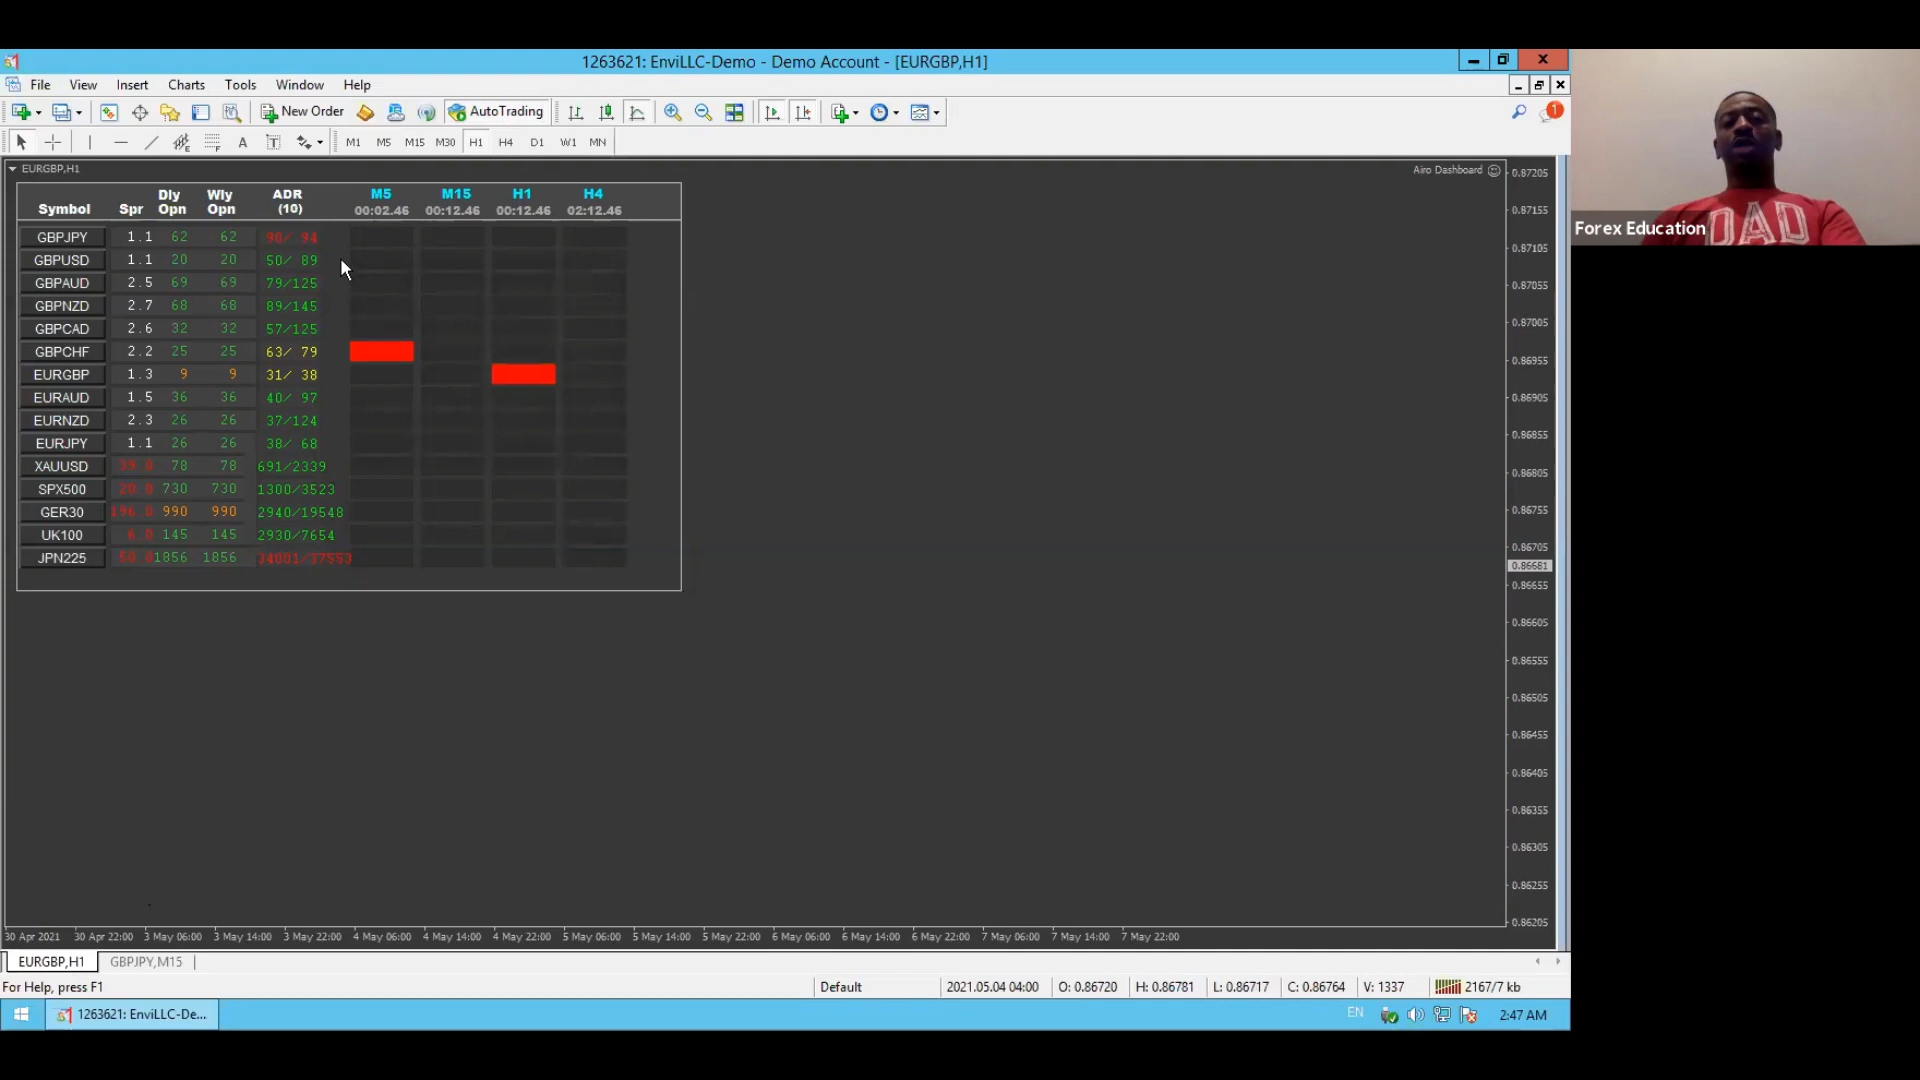 1263621: EnviLLC-Demo - Demo Account - [EURGBP,H1]
File View Insert Charts Tools Window Help
New Order AutoTrading 1
A T M1 M5 M15 M30 H1 H4 D1 W1 MN
EURGBP,H1
Airo Dashboard
Symbol Spr Dly Opn Wly Opn ADR (10) M5 00:02.46 M15 00:12.46 H1 00:12.46 H4 02:12.46
GBPJPY 1.1 62 62 90/ 94
GBPUSD 1.1 20 20 50/ 89
GBPAUD 2.5 69 69 79/125
GBPNZD 2.7 68 68 89/145
GBPCAD 2.6 32 32 57/125
GBPCHF 2.2 25 25 63/ 79
EURGBP 1.3 9 9 31/ 38
EURAUD 1.5 36 36 40/ 97
EURNZD 2.3 26 26 37/124
EURJPY 1.1 26 26 38/ 68
XAUUSD 39.0 78 78 691/2339
SPX500 20.0 730 730 1300/3523
GER30 196.0 990 990 2940/19548
UK100 6.0 145 145 2930/7654
JPN225 50.0 1856 1856 34001/37553
0.87205
0.87155
0.87105
0.87055
0.87005
0.86955
0.86905
0.86855
0.86805
0.86755
0.86705
0.86681
0.86655
0.86605
0.86555
0.86505
0.86455
0.86405
0.86355
0.86305
0.86255
0.86205
30 Apr 2021 30 Apr 22:00 3 May 06:00 3 May 14:00 3 May 22:00 4 May 06:00 4 May 14:00 4 May 22:00 5 May 06:00 5 May 14:00 5 May 22:00 6 May 06:00 6 May 14:00 6 May 22:00 7 May 06:00 7 May 14:00 7 May 22:00
EURGBP,H1 GBPJPY,M15
For Help, press F1 Default 2021.05.04 04:00 O: 0.86720 H: 0.86781 L: 0.86717 C: 0.86764 V: 1337 2167/7 kb
1263621: EnviLLC-De... EN 2:47 AM
DAD
Forex Education